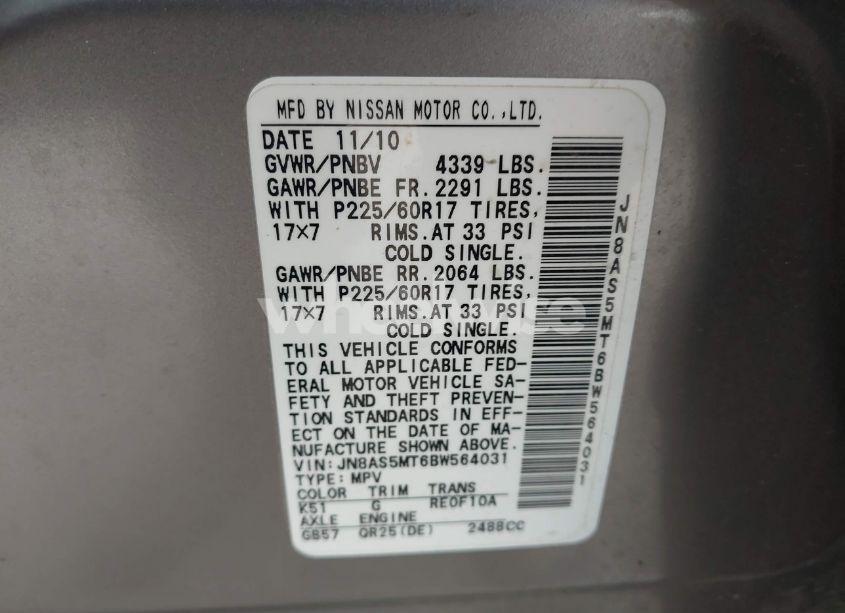 MFD BY NISSAN MOTOR CO.,LTD.
DATE 11/10
GVWR/PNBV 4339 LBS.
GAWR/PNBE FR. 2291 LBS.
WITH P225/60R17 TIRES,
17×7 RIMS. AT 33 PSI
COLD SINGLE.
GAWR/PNBE RR. 2064 LBS.
WITH P225/60R17 TIRES,
17×7 RIMS. AT 33 PSI
COLD SINGLE.
THIS VEHICLE CONFORMS
TO ALL APPLICABLE FED-
ERAL MOTOR VEHICLE SA-
FETY AND THEFT PREVEN-
TION STANDARDS IN EFF-
ECT ON THE DATE OF MA-
NUFACTURE SHOWN ABOVE.
VIN: JN8AS5MT6BW564031
TYPE: MPV
COLOR TRIM TRANS
K51 G RE0F10A
AXLE ENGINE
GB57 QR25(DE) 2488CC
JN8AS5MT6BW564031